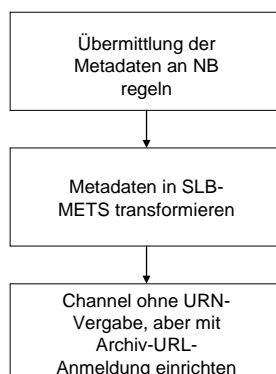 Übermittlung der
Metadaten an NB
regeln
Metadaten in SLB-
METS transformieren
Channel ohne URN-
Vergabe, aber mit
Archiv-URL-
Anmeldung einrichten